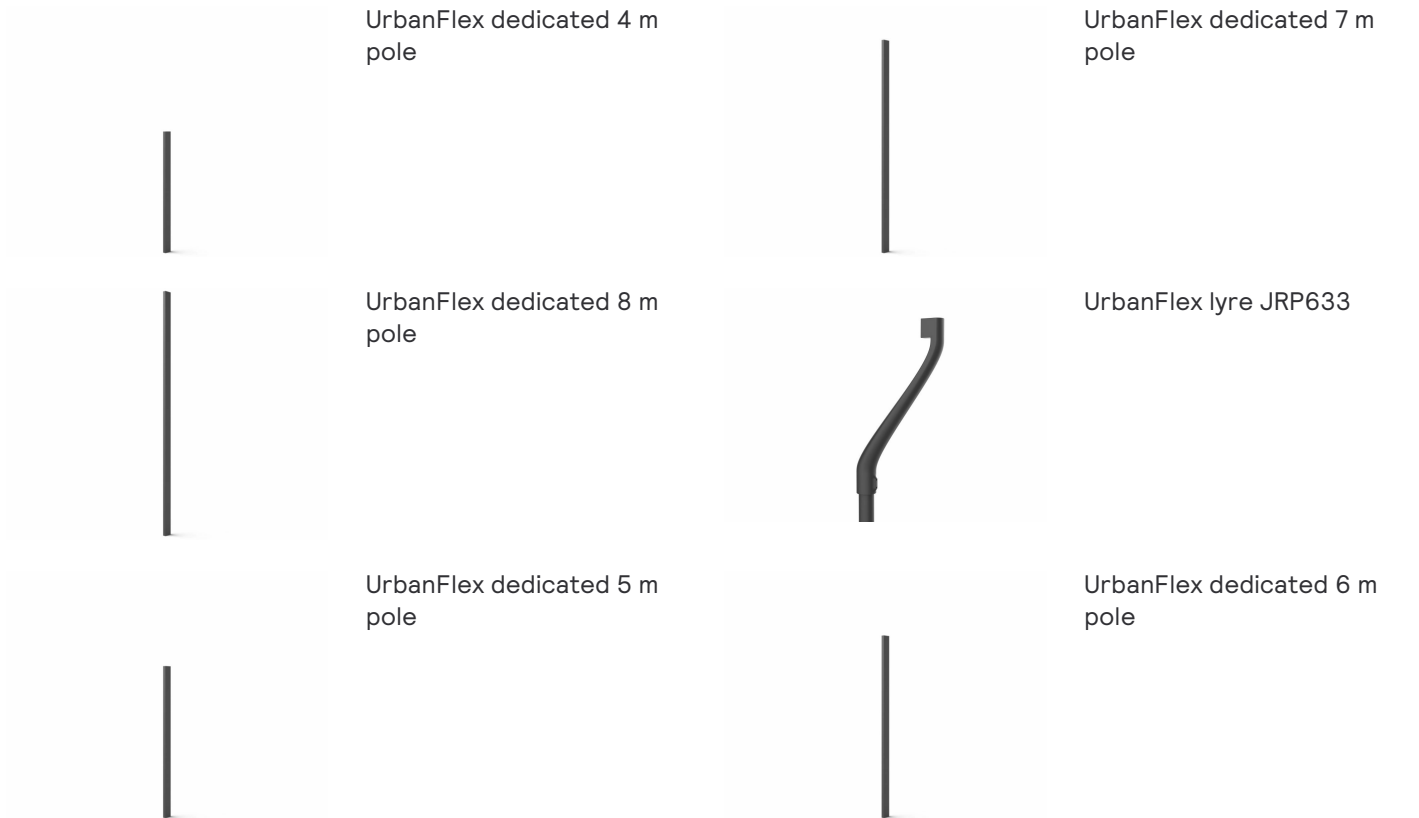 UrbanFlex dedicated 4 m
pole
UrbanFlex dedicated 7 m
pole
UrbanFlex dedicated 8 m
pole
UrbanFlex lyre JRP633
UrbanFlex dedicated 5 m
pole
UrbanFlex dedicated 6 m
pole